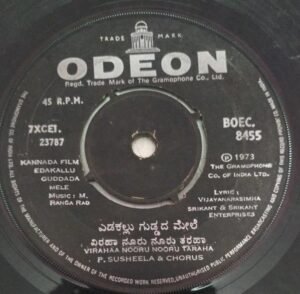 TRADE MARK
ODEON
Regd. Trade Mark of The Gramophone Co., Ltd.
45 R.P.M.
7XCE1.
23787
BOEC.
8455
KANNADA FILM
EDAKALLU
GUDDADA
MELE
MUSIC: M.
RANGA RAO
℗ 1973
THE GRAMOPHONE
CO. OF INDIA LTD.
LYRIC:
VIJAYANARASIMHA
SRIKANT & SRIKANT
ENTERPRISES
ಎಡಕಲ್ಲು ಗುಡ್ಡದ ಮೇಲೆ
ವಿರಹಾ ನೂರು ನೂರು ತರಹಾ
VIRAHAA NOORU NOORU TARAHA
P. SUSHEELA & CHORUS